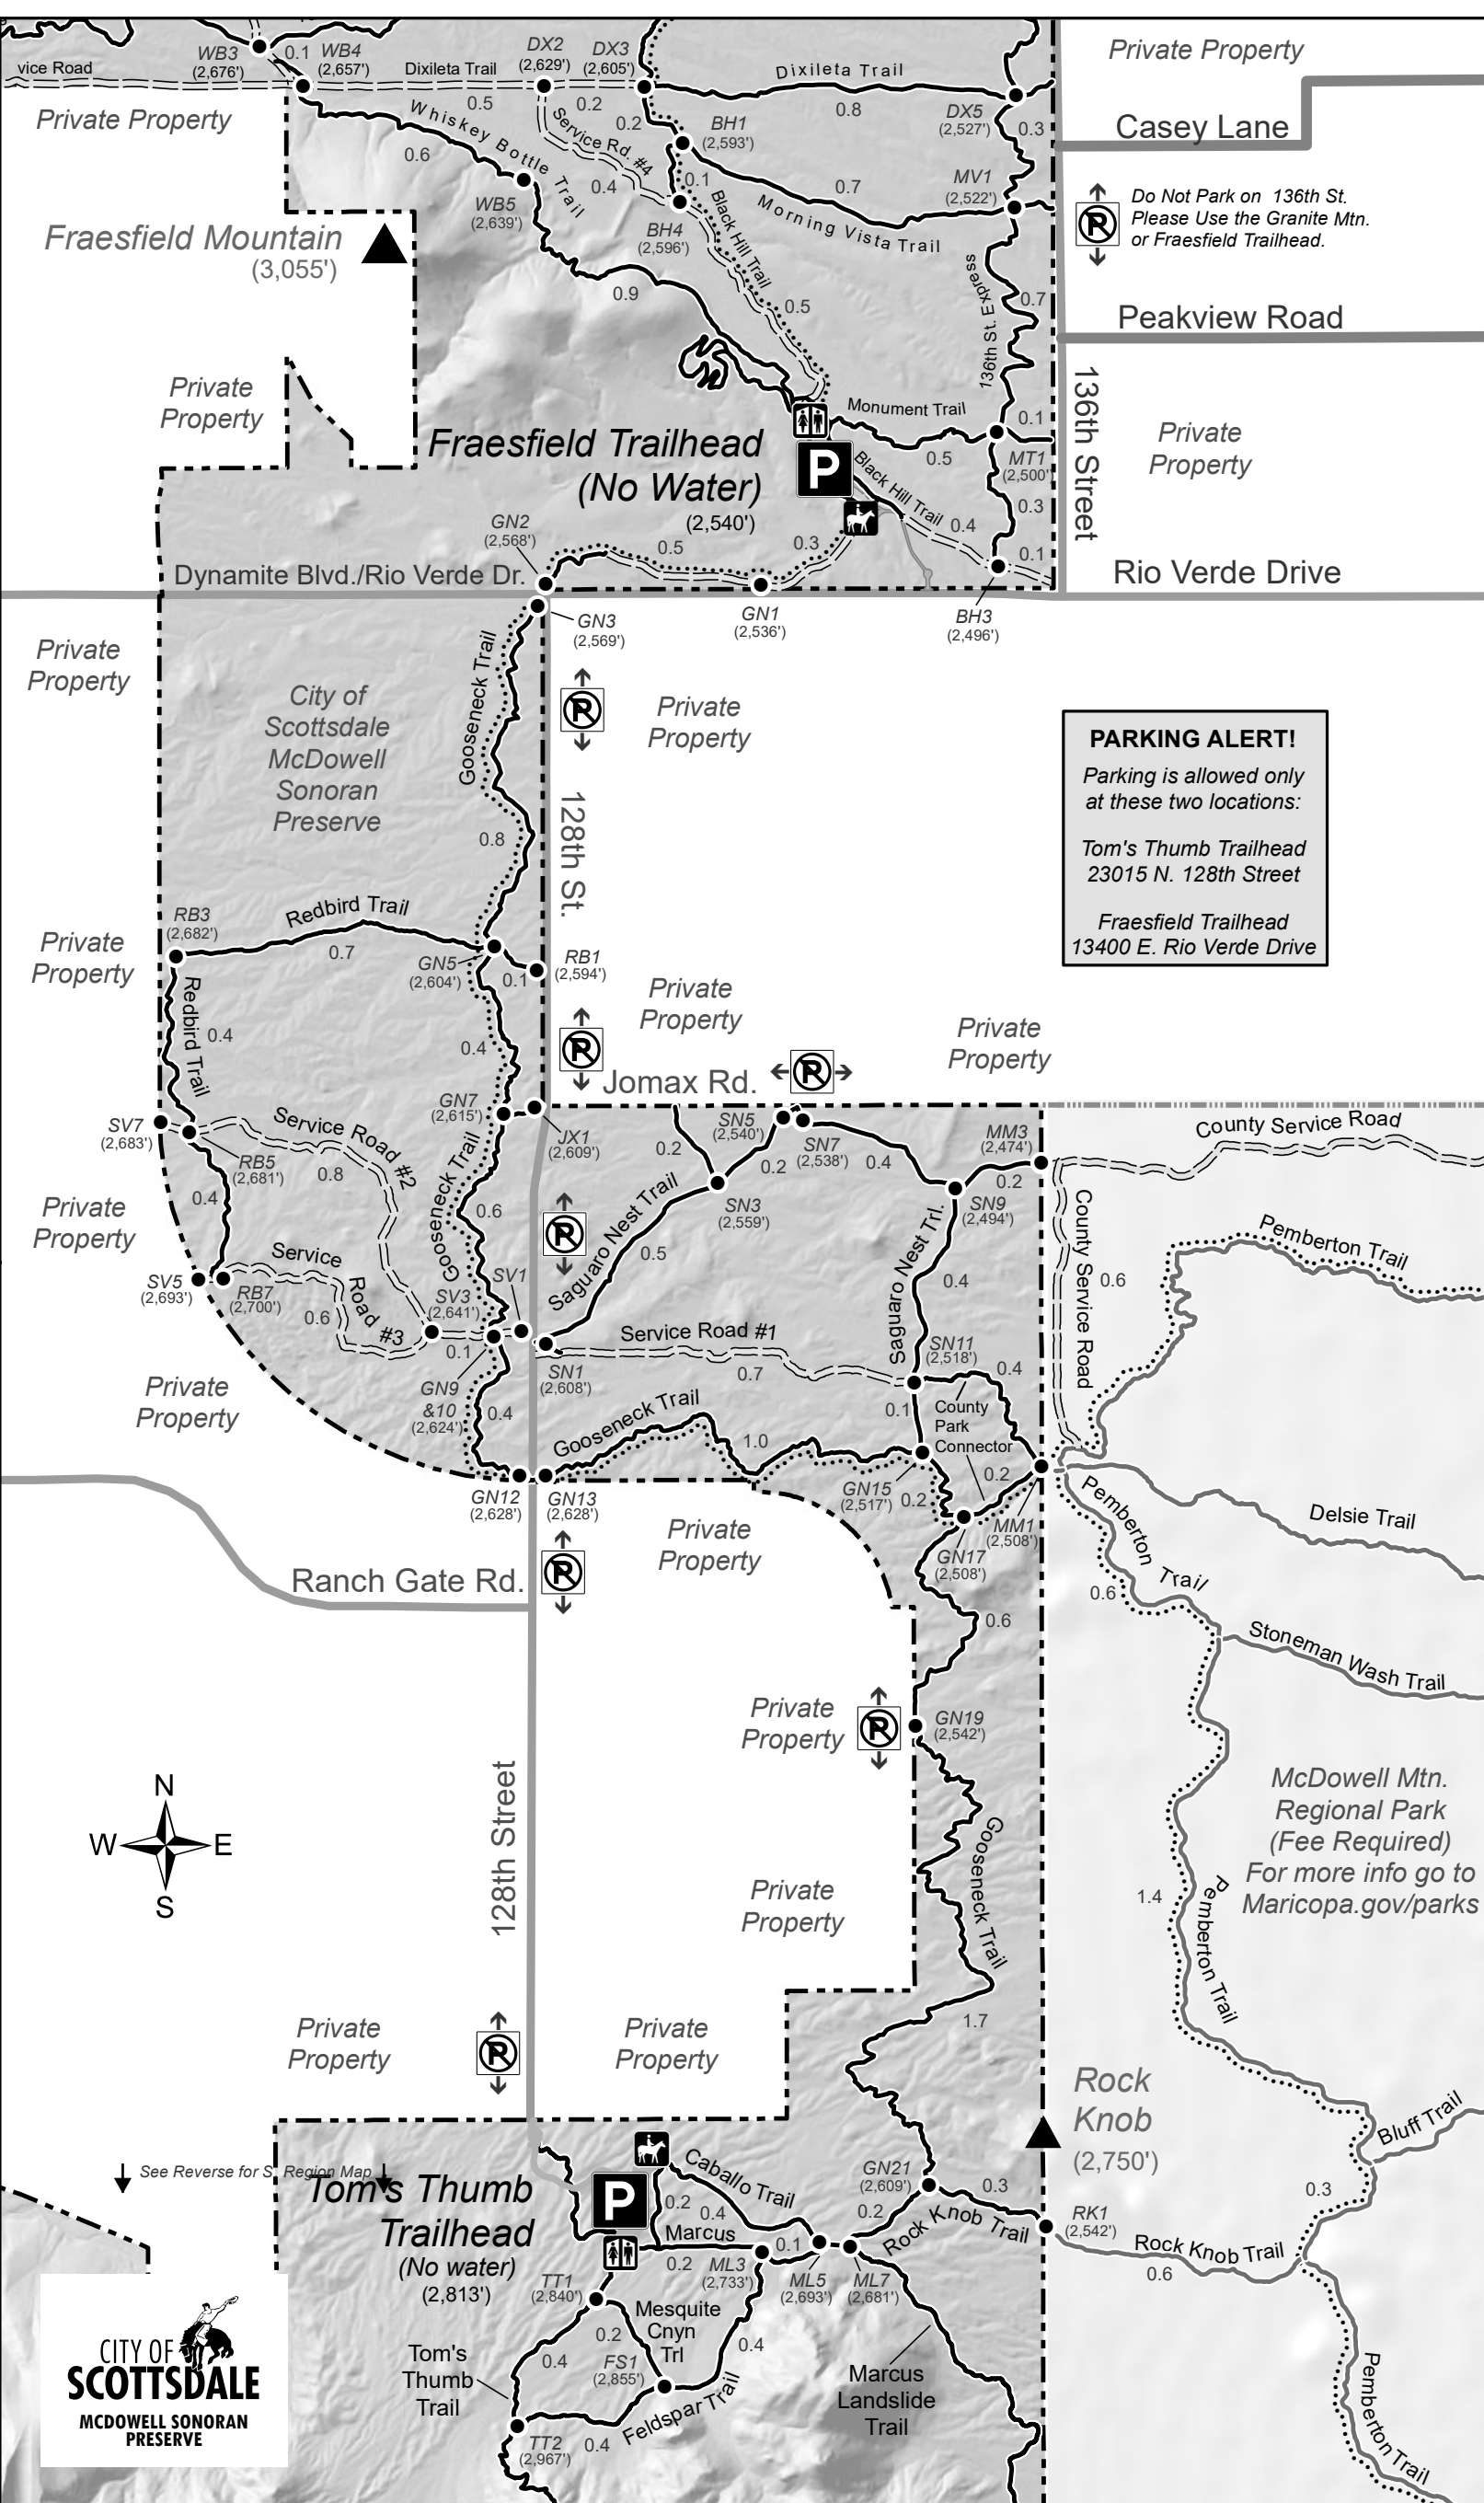 WB3
(2,676')
0.1
WB4
(2,657')
DX2
(2,629')
DX3
(2,605')
Private Property
vice Road
Dixileta Trail
0.5
0.2
Dixileta Trail
0.8
DX5
(2,527')
0.3
Casey Lane
Private Property
Whiskey Bottle Trail
0.6
Service Rd. #4
0.2
BH1
(2,593')
0.4
0.1
0.7
MV1
(2,522')
WB5
(2,639')
BH4
(2,596')
Black Hill Trail
Morning Vista Trail
Do Not Park on 136th St.
Please Use the Granite Mtn.
or Fraesfield Trailhead.
Fraesfield Mountain
(3,055')
0.9
0.5
136th St. Express
0.7
Peakview Road
Private
Property
136th Street
Monument Trail
0.1
Private
Property
Fraesfield Trailhead
(No Water)
(2,540')
P
0.5
MT1
(2,500'
Black Hill Trail
0.4
0.3
0.1
GN2
(2,568')
0.5
0.3
Dynamite Blvd./Rio Verde Dr.
Rio Verde Drive
GN3
(2,569')
GN1
(2,536')
BH3
(2,496')
Private
Property
City of
Scottsdale
McDowell
Sonoran
Preserve
Gooseneck Trail
P
Private
Property
PARKING ALERT!
Parking is allowed only
at these two locations:
Tom's Thumb Trailhead
23015 N. 128th Street
Fraesfield Trailhead
13400 E. Rio Verde Drive
0.8
128th St.
RB3
(2,682')
Redbird Trail
0.7
GN5
(2,604')
0.1
RB1
(2,594')
Private
Property
Private
Property
Redbird Trail
0.4
0.4
P
Private
Property
Jomax Rd.
P
GN7
(2,615')
JX1
(2,609')
SV7
(2,683')
RB5
(2,681')
Service Road #2
0.8
Gooseneck Trail
0.6
0.2
SN5
(2,540')
SN7
(2,538')
0.2
0.4
MM3
(2,474')
0.2
County Service Road
SN3
(2,559')
SN9
(2,494')
0.4
Private
Property
P
Saguaro Nest Trail
0.5
Saguaro Nest Trl.
0.4
County Service Road
0.6
Pemberton Trail
SV5
(2,693')
RB7
(2,700')
Service
Road #3
0.6
SV3
(2,641')
SV1
0.1
SN1
(2,608')
Service Road #1
0.7
SN11
(2,518')
0.4
Private
Property
GN9
&10
(2,624')
0.4
Gooseneck Trail
1.0
0.1
County
Park
Connector
0.2
GN12
(2,628')
GN13
(2,628')
GN15
(2,517')
0.2
MM1
(2,508')
GN17
(2,508')
Pemberton Trail
Delsie Trail
Ranch Gate Rd.
P
Private
Property
0.6
0.6
Stoneman Wash Trail
Private
Property
P
GN19
(2,542')
N
W
E
S
128th Street
Gooseneck Trail
McDowell Mtn.
Regional Park
(Fee Required)
For more info go to
Maricopa.gov/parks
Private
Property
1.4
Pemberton Trail
Private
Property
P
Private
Property
1.7
Rock
Knob
(2,750')
Bluff Trail
See Reverse for S. Region Map
Tom's Thumb
Trailhead
(No water)
(2,813')
P
Caballo Trail
0.2
0.4
Marcus
0.2
0.1
GN21
(2,609')
0.2
0.3
Rock Knob Trail
RK1
(2,542')
Rock Knob Trail
0.6
0.3
TT1
(2,840')
ML3
(2,733')
ML5
(2,693')
ML7
(2,681')
Mesquite
Cnyn
Trl
0.2
0.4
0.4
FS1
(2,855')
Tom's
Thumb
Trail
Feldspar Trail
0.4
TT2
(2,967')
Marcus
Landslide
Trail
Pemberton Trail
CITY OF
SCOTTSDALE
MCDOWELL SONORAN
PRESERVE